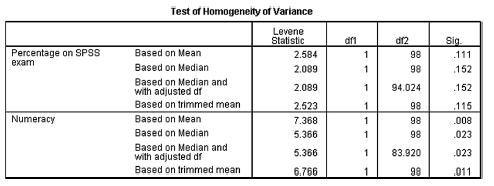 Test of Homogeneity of Variance
Levene Statistic df1 df2 Sig.
Percentage on SPSS exam Based on Mean 2.584 1 98 .111
Based on Median 2.089 1 98 .152
Based on Median and with adjusted df 2.089 1 94.024 .152
Based on trimmed mean 2.523 1 98 .115
Numeracy Based on Mean 7.368 1 98 .008
Based on Median 5.366 1 98 .023
Based on Median and with adjusted df 5.366 1 83.920 .023
Based on trimmed mean 6.766 1 98 .011